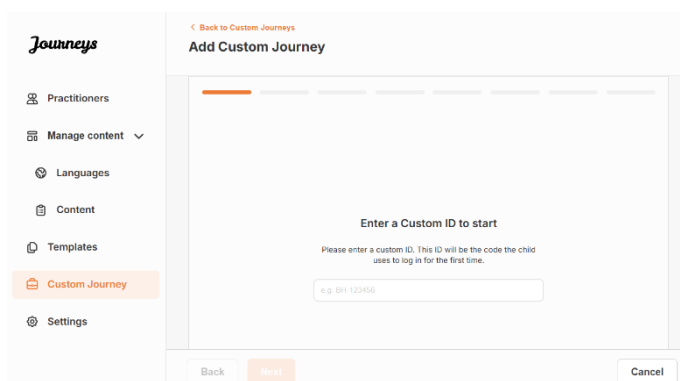 Journeys
Practitioners
Manage content
Languages
Content
Templates
Custom Journey
Settings
< Back to Custom Journeys
Add Custom Journey
Enter a Custom ID to start
Please enter a custom ID. This ID will be the code the child
uses to log in for the first time.
e.g. BH-123456
Back
Next
Cancel